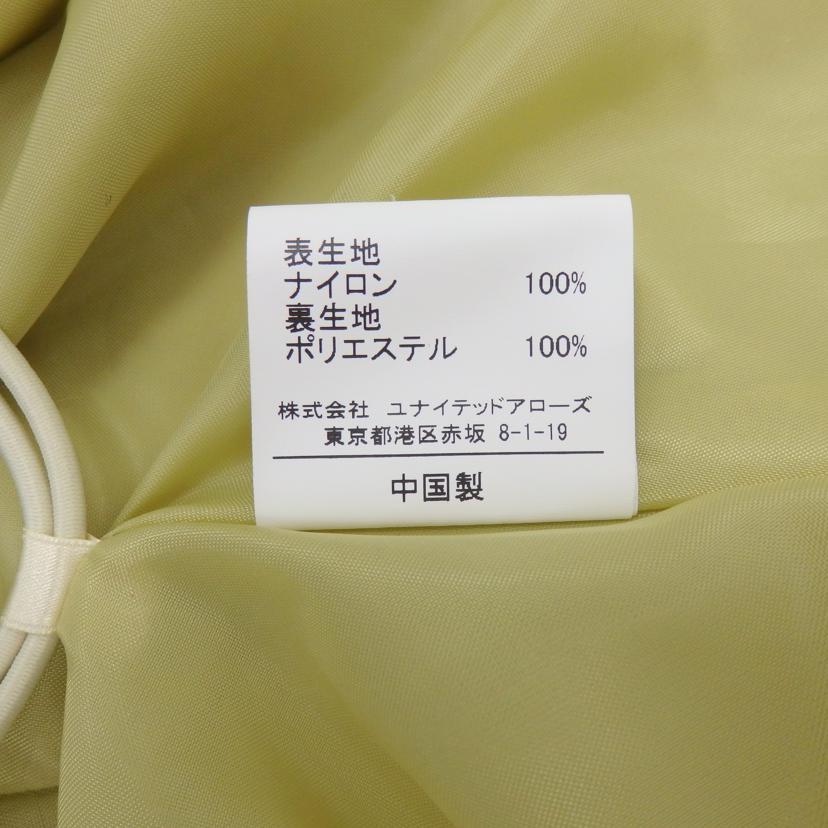 表生地
ナイロン 100%
裏生地
ポリエステル 100%
株式会社 ユナイテッドアローズ
東京都港区赤坂 8-1-19
中国製